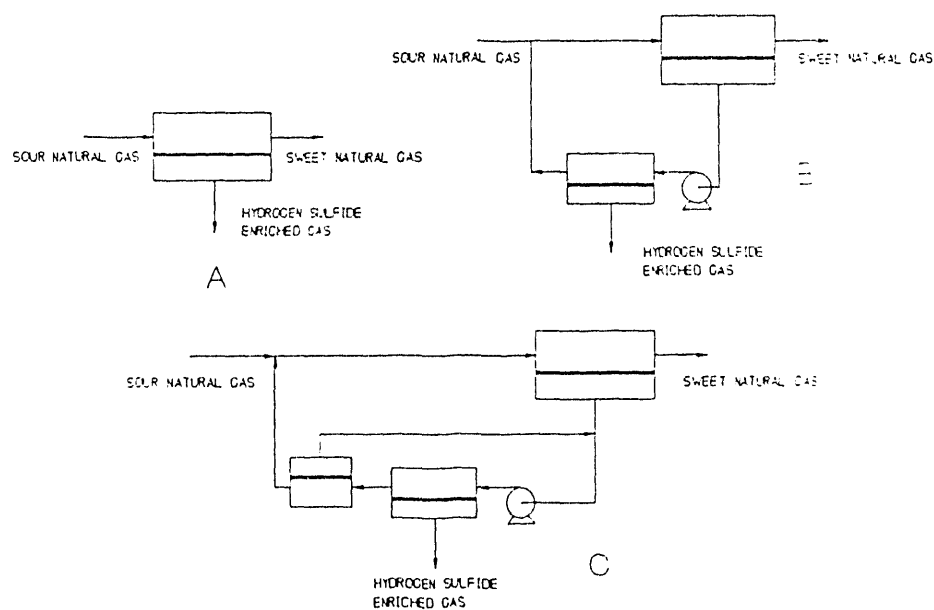 SOUR NATURAL GAS
SWEET NATURAL GAS
HYDROGEN SULFIDE
ENRICHED GAS
A
SOUR NATURAL GAS
SWEET NATURAL GAS
HYDROGEN SULFIDE
ENRICHED GAS
B
SOUR NATURAL GAS
SWEET NATURAL GAS
HYDROGEN SULFIDE
ENRICHED GAS
C